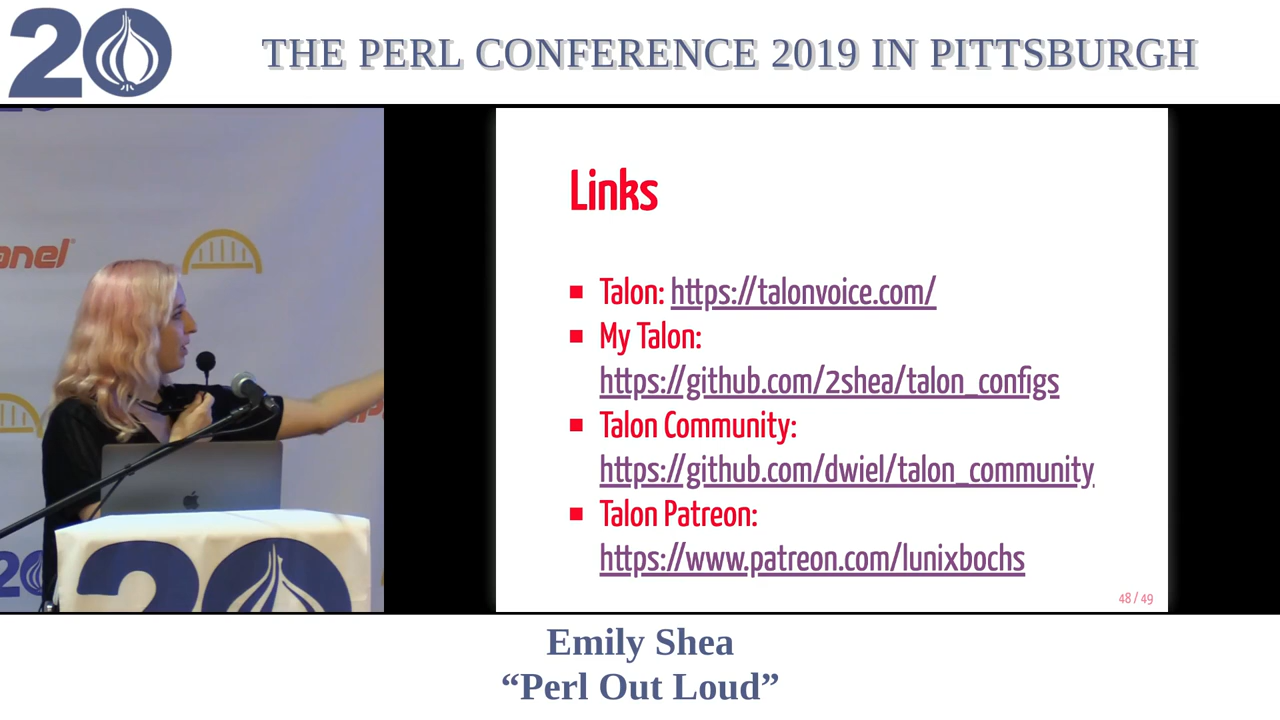 20
THE PERL CONFERENCE 2019 IN PITTSBURGH
Links
Talon: https://talonvoice.com/
My Talon:
https://github.com/2shea/talon_configs
Talon Community:
https://github.com/dwiel/talon_community
Talon Patreon:
https://www.patreon.com/lunixbochs
48 / 49
20
20
Emily Shea
“Perl Out Loud”